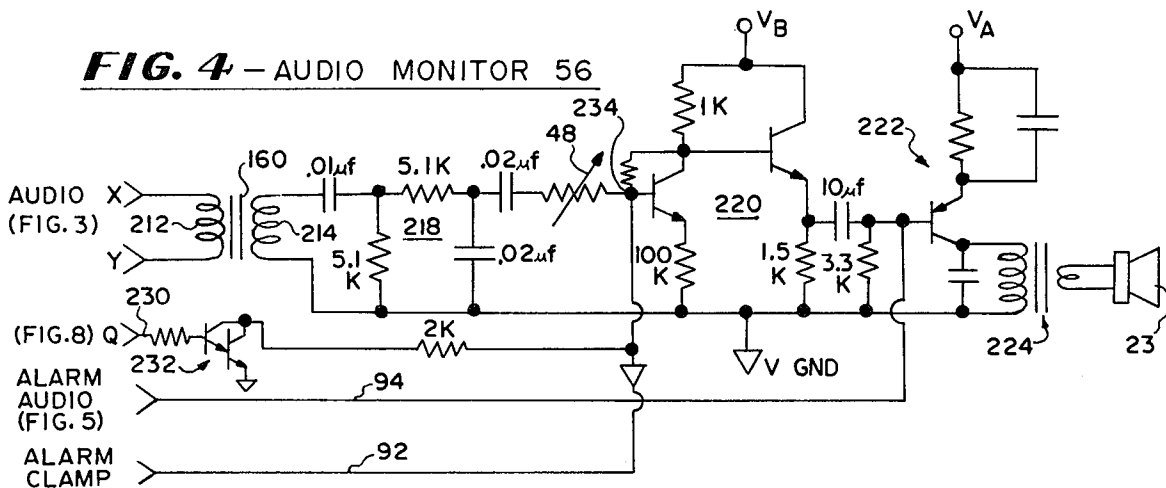 V_B
V_A
FIG. 4 - AUDIO MONITOR 56
234
1K
222
48
160
.01µf
5.1K
.02µf
AUDIO
(FIG. 3)
X
212
214
218
220
10µf
Y
5.1
K
.02µf
100
K
1.5
K
3.3
K
230
(FIG.8) Q
2K
232
V GND
224
23
ALARM
AUDIO
(FIG. 5)
94
ALARM
CLAMP
92